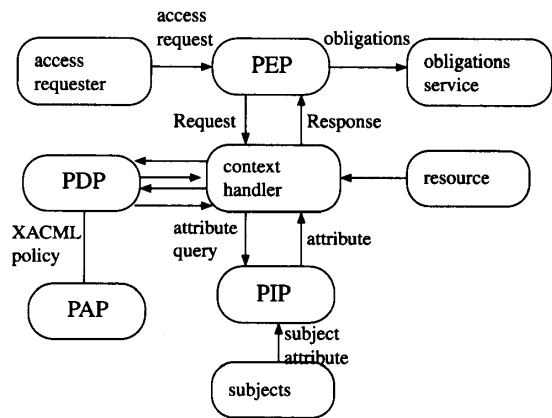 access
request
access
requester
PEP
obligations
obligations
service
Request
Response
PDP
context
handler
resource
XACML
policy
attribute
query
attribute
PAP
PIP
subject
attribute
subjects